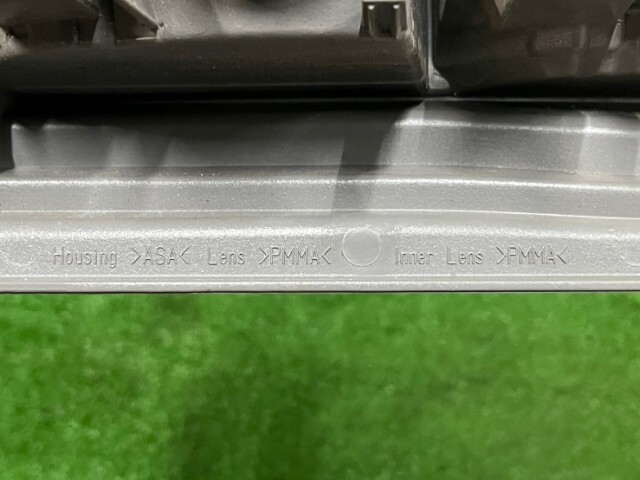 Housing >ASA< Lens >PMMA< Inner Lens >PMMA<